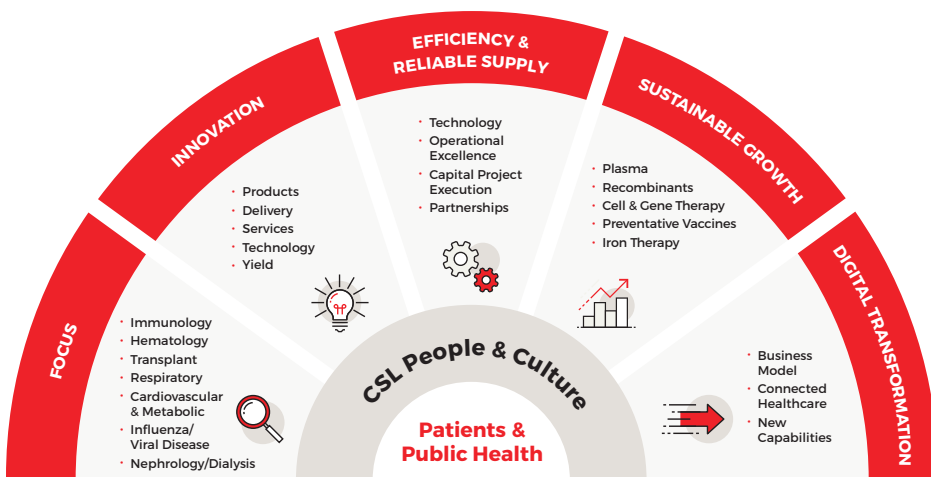 FOCUS
• Immunology
• Hematology
• Transplant
• Respiratory
• Cardiovascular
& Metabolic
• Influenza/
Viral Disease
• Nephrology/Dialysis
INNOVATION
• Products
• Delivery
• Services
• Technology
• Yield
EFFICIENCY &
RELIABLE SUPPLY
• Technology
• Operational
Excellence
• Capital Project
Execution
• Partnerships
SUSTAINABLE GROWTH
• Plasma
• Recombinants
• Cell & Gene Therapy
• Preventative Vaccines
• Iron Therapy
DIGITAL TRANSFORMATION
• Business
Model
• Connected
Healthcare
• New
Capabilities
CSL People & Culture
Patients &
Public Health